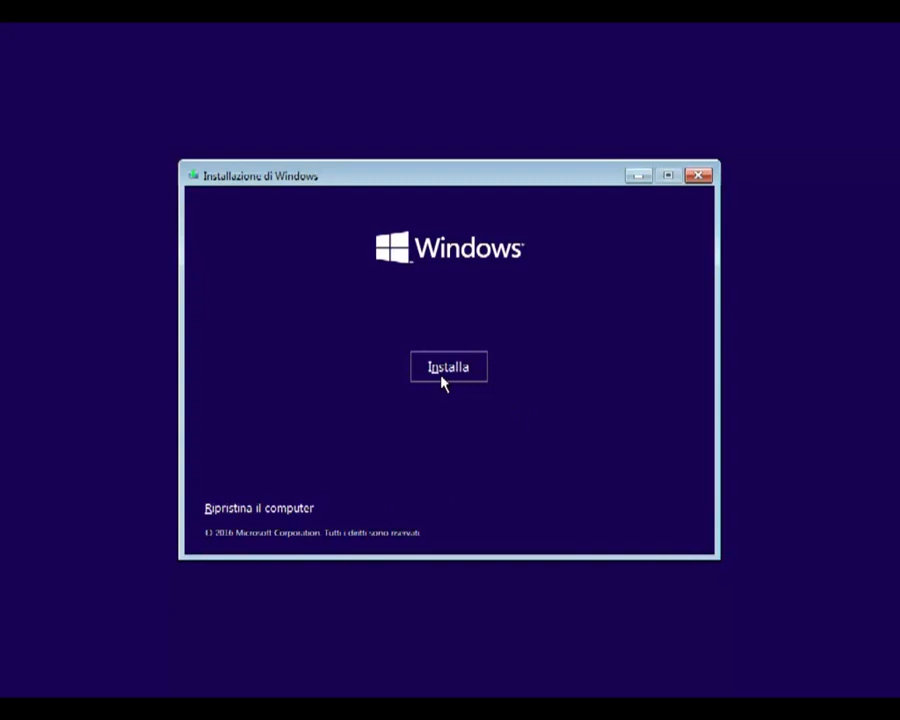 Installazione di Windows
Windows
Installa
Ripristina il computer
© 2016 Microsoft Corporation. Tutti i diritti sono riservati.